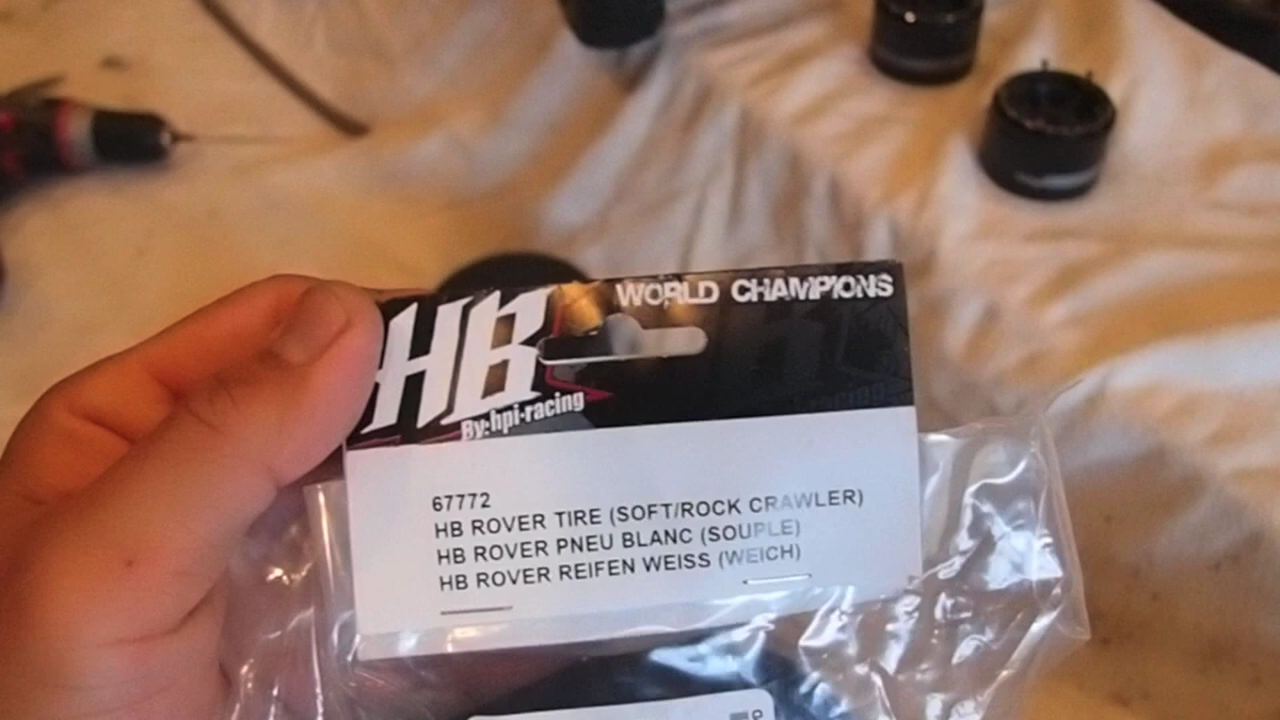 WORLD CHAMPIONS
HB
By:hpi·racing
67772
HB ROVER TIRE (SOFT/ROCK CRAWLER)
HB ROVER PNEU BLANC (SOUPLE)
HB ROVER REIFEN WEISS (WEICH)